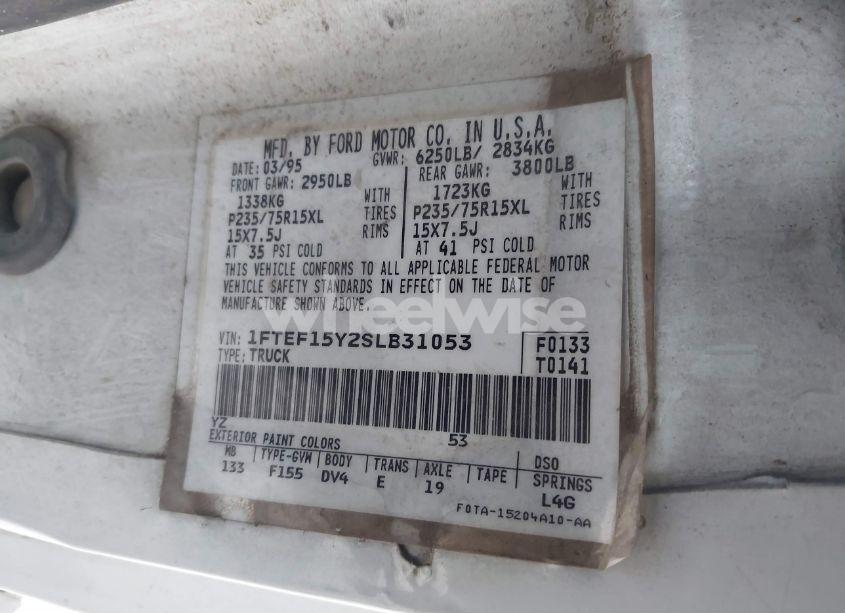 MFD. BY FORD MOTOR CO. IN U.S.A.
DATE: 03/95 GVWR: 6250LB/ 2834KG
FRONT GAWR: 2950LB REAR GAWR: 3800LB
1338KG WITH 1723KG WITH
P235/75R15XL TIRES P235/75R15XL TIRES
15X7.5J RIMS 15X7.5J RIMS
AT 35 PSI COLD AT 41 PSI COLD
THIS VEHICLE CONFORMS TO ALL APPLICABLE FEDERAL MOTOR
VEHICLE SAFETY STANDARDS IN EFFECT ON THE DATE OF
MANUFACTURE SHOWN ABOVE.
wheelwise
VIN: 1FTEF15Y2SLB31053 F0133
TYPE: TRUCK T0141
YZ 53
EXTERIOR PAINT COLORS DSO
WB TYPE-GVM BODY TRANS AXLE TAPE SPRINGS
133 F155 DV4 E 19 L4G
F0TA-15204A10-AA